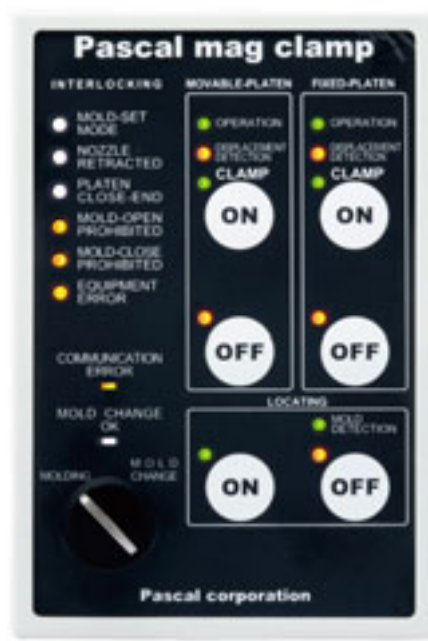 Pascal mag clamp
INTERLOCKING
MOLD-SET
MODE
NOZZLE
RETRACTED
PLATEN
CLOSE-END
MOLD-OPEN
PROHIBITED
MOLD-CLOSE
PROHIBITED
EQUIPMENT
ERROR
COMMUNICATION
ERROR
MOLD CHANGE
OK
MOLDING
MOLD
CHANGE
MOVABLE-PLATEN
OPERATION
DISPLACEMENT
DETECTION
CLAMP
ON
OFF
FIXED-PLATEN
OPERATION
DISPLACEMENT
DETECTION
CLAMP
ON
OFF
LOCATING
MOLD
DETECTION
ON
OFF
Pascal corporation